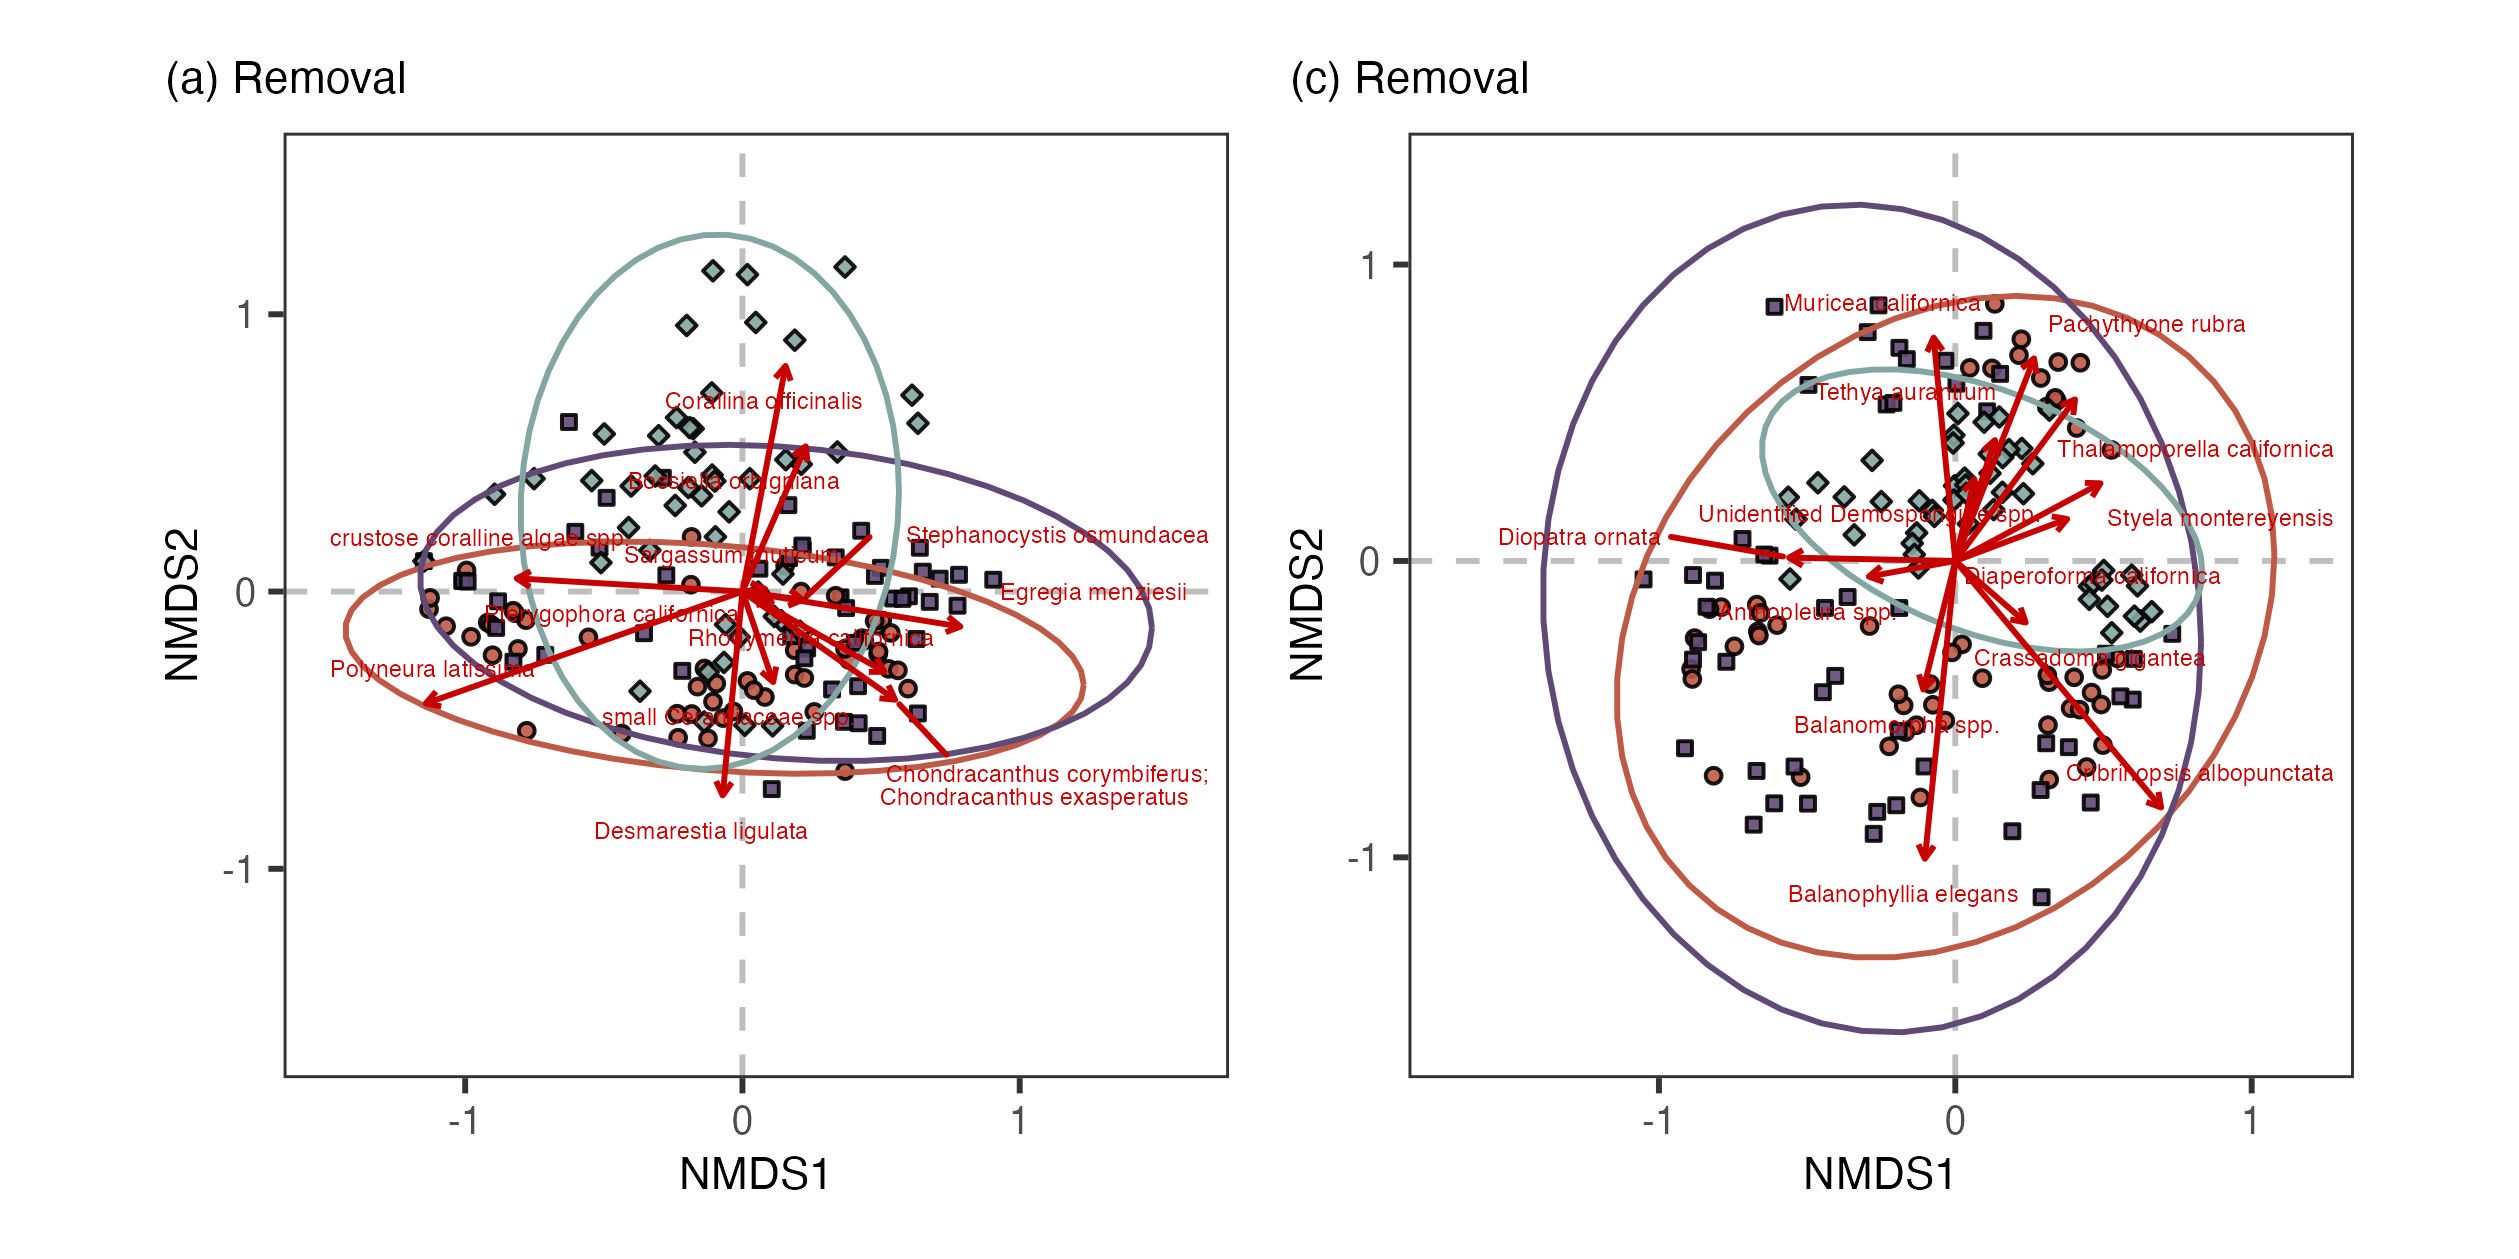 (a) Removal
(c) Removal
NMDS2
1
0
-1
Corallina officinalis
Bossiella orbigniana
crustose coralline algae spp.
Stephanocystis osmundacea
Sargassum muticum
Egregia menziesii
Pterygophora californica
Rhodymenia californica
Polyneura latissima
small Ceramiaceae spp.
Chondracanthus corymbiferus;
Chondracanthus exasperatus
Desmarestia ligulata
-1
0
1
NMDS1
NMDS2
1
0
-1
Muricea californica
Pachythyone rubra
Tethya aurantium
Thalamoporella californica
Unidentified Demospongiae spp.
Styela montereyensis
Diopatra ornata
Diaperoforma californica
Anthopleura spp.
Crassadoma gigantea
Balanomorpha spp.
Cribrinopsis albopunctata
Balanophyllia elegans
-1
0
1
NMDS1